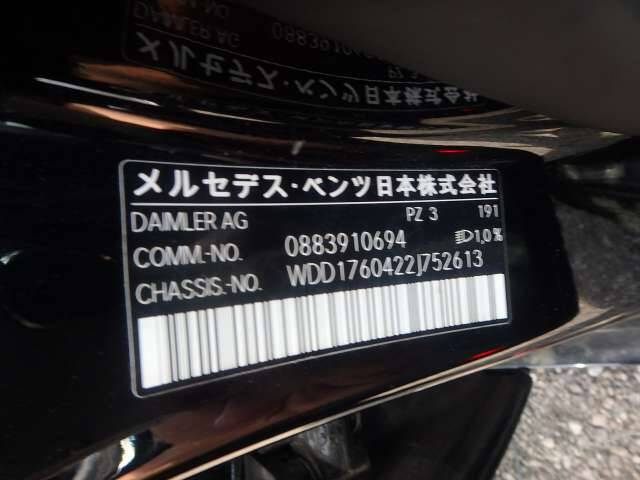 メルセデス・ベンツ日本株式会社
DAIMLER AG PZ 3 191
COMM.-NO. 0883910694 1,0%
CHASSIS.-NO. WDD1760422J752613